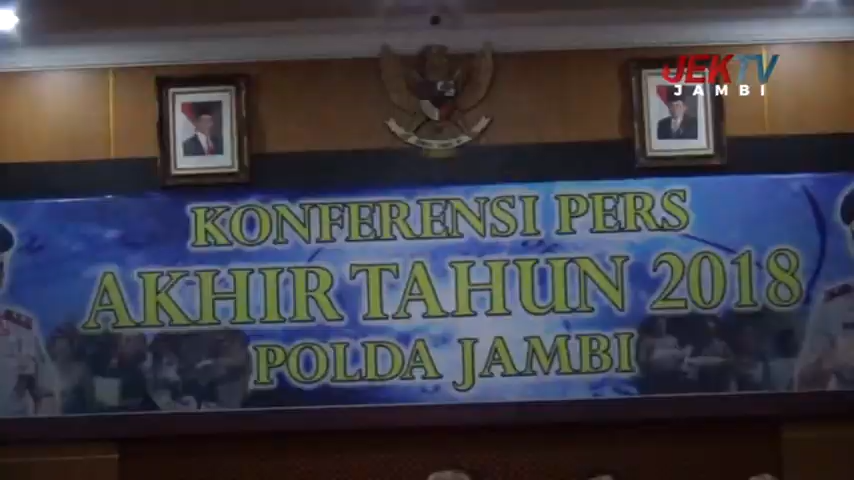 JEKTV
JAMBI
KONFERENSI PERS
AKHIR TAHUN 2018
POLDA JAMBI